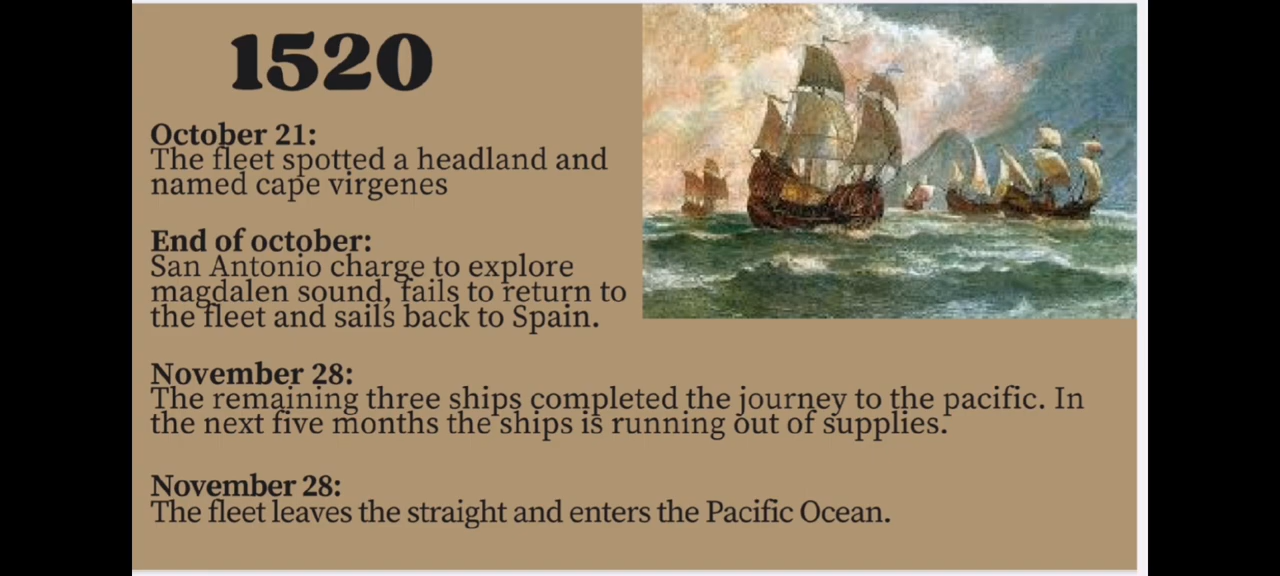 1520
October 21:
The fleet spotted a headland and
named cape virgenes
End of october:
San Antonio charge to explore
magdalen sound, fails to return to
the fleet and sails back to Spain.
November 28:
The remaining three ships completed the journey to the pacific. In
the next five months the ships is running out of supplies.
November 28:
The fleet leaves the straight and enters the Pacific Ocean.